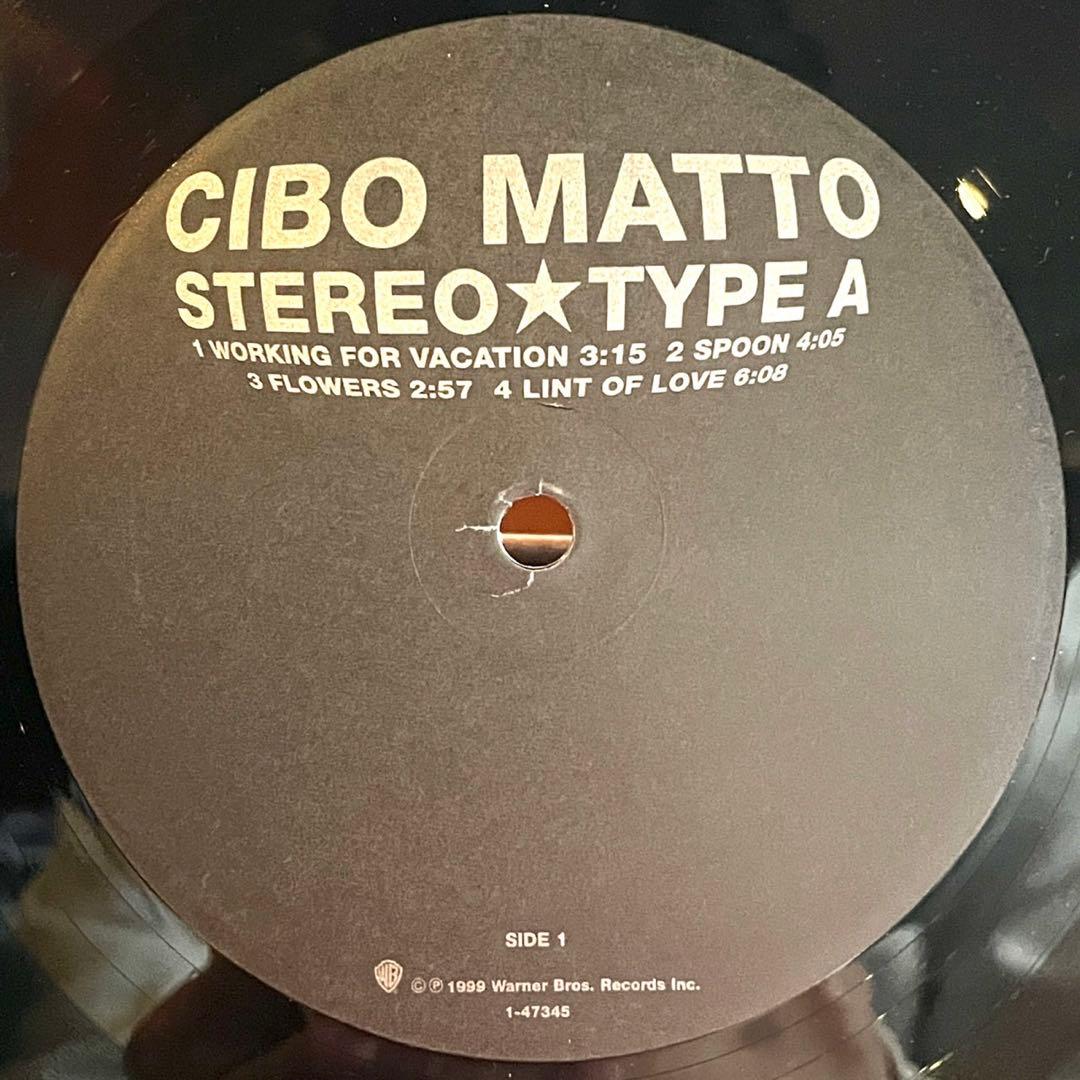 CIBO MATTO
STEREO★TYPE A
1 WORKING FOR VACATION 3:15 2 SPOON 4:05
3 FLOWERS 2:57 4 LINT OF LOVE 6:08
SIDE 1
WB ©℗ 1999 Warner Bros. Records Inc.
1-47345